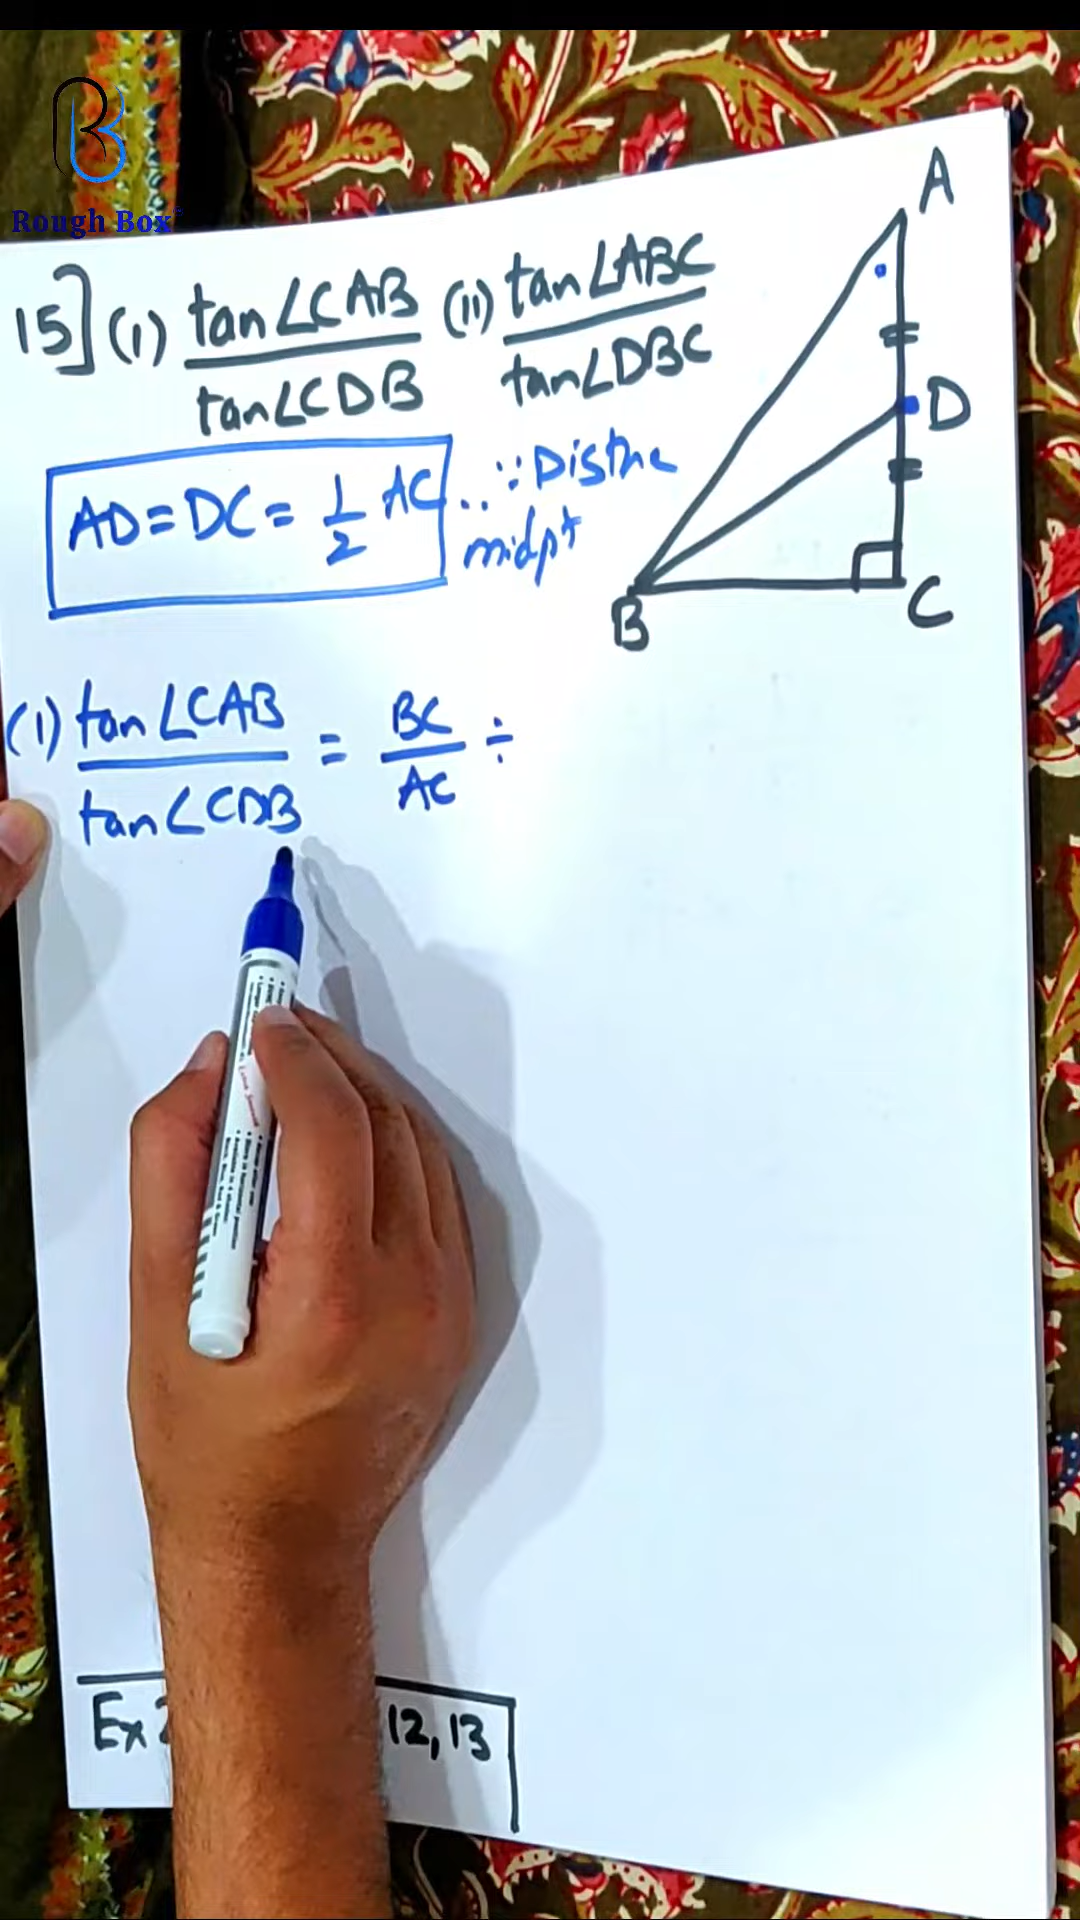 Rough Box
A
15] (i) tan∠CAB / tan∠CDB (ii) tan∠ABC / tan∠DBC
D
AD = DC = 1/2 AC ..∵ D is the midpt
B
C
(i) tan∠CAB / tan∠CDB = BC / AC ÷
Ex 12, 13